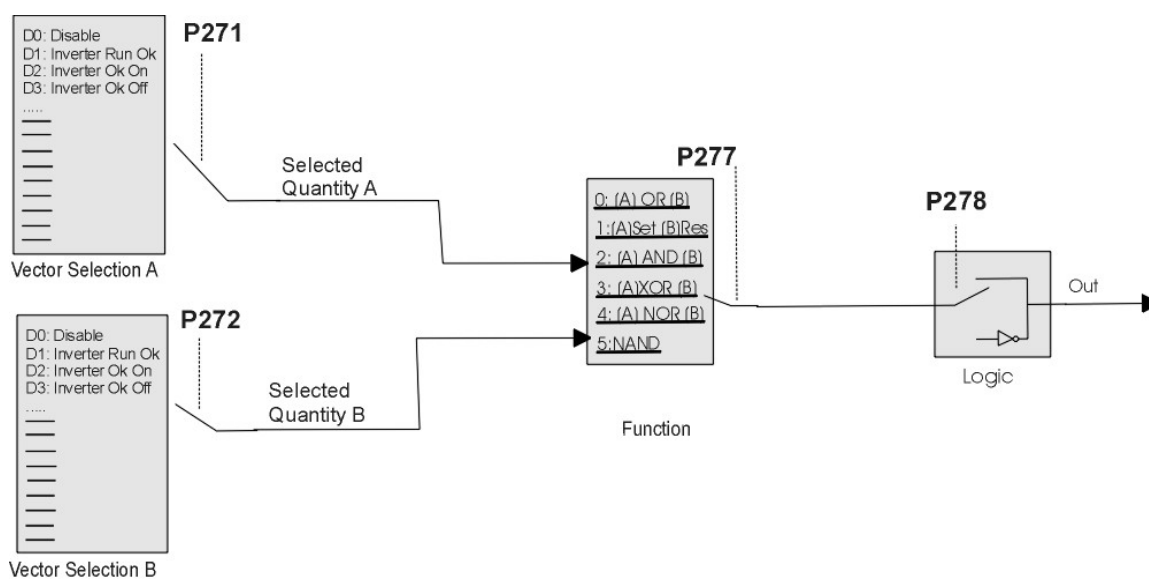 D0: Disable
D1: Inverter Run Ok
D2: Inverter Ok On
D3: Inverter Ok Off
.....
P271
Selected
Quantity A
Vector Selection A
D0: Disable
D1: Inverter Run Ok
D2: Inverter Ok On
D3: Inverter Ok Off
.....
P272
Selected
Quantity B
Vector Selection B
0: (A) OR (B)
1:(A)Set (B)Res
2: (A) AND (B)
3: (A)XOR (B)
4: (A) NOR (B)
5:NAND
Function
P277
P278
Out
Logic